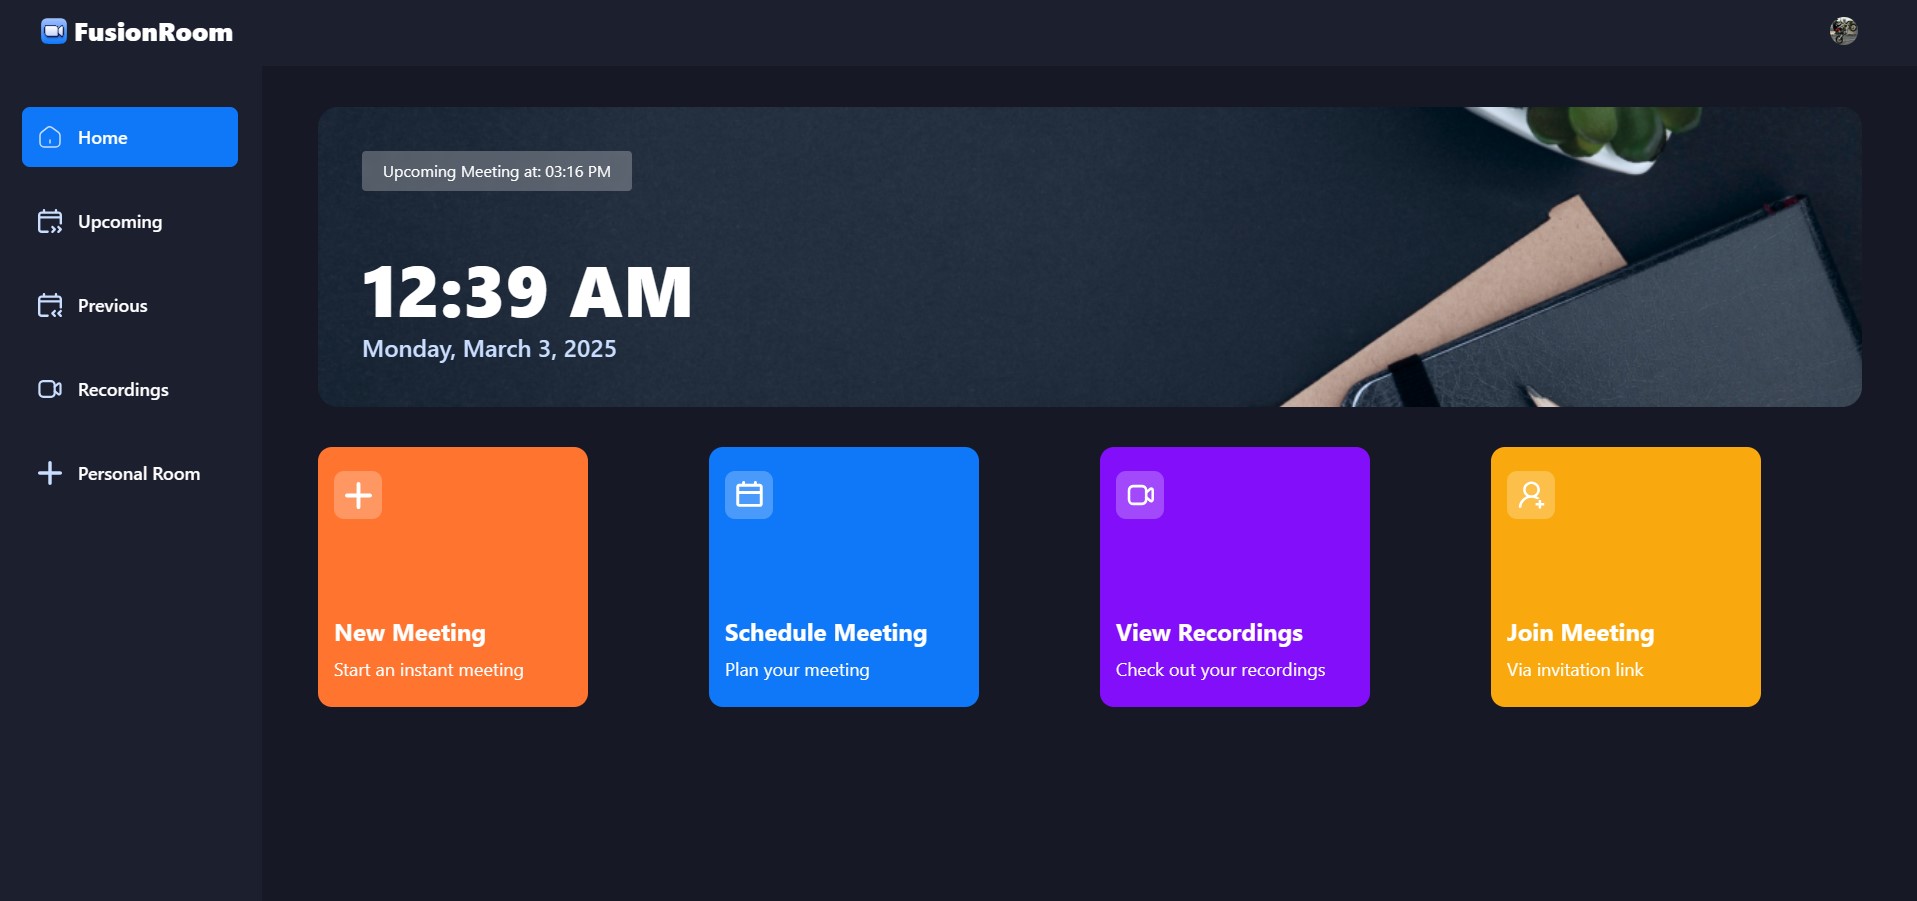 FusionRoom
Home
Upcoming
Previous
Recordings
Personal Room
Upcoming Meeting at: 03:16 PM
12:39 AM
Monday, March 3, 2025
New Meeting
Start an instant meeting
Schedule Meeting
Plan your meeting
View Recordings
Check out your recordings
Join Meeting
Via invitation link